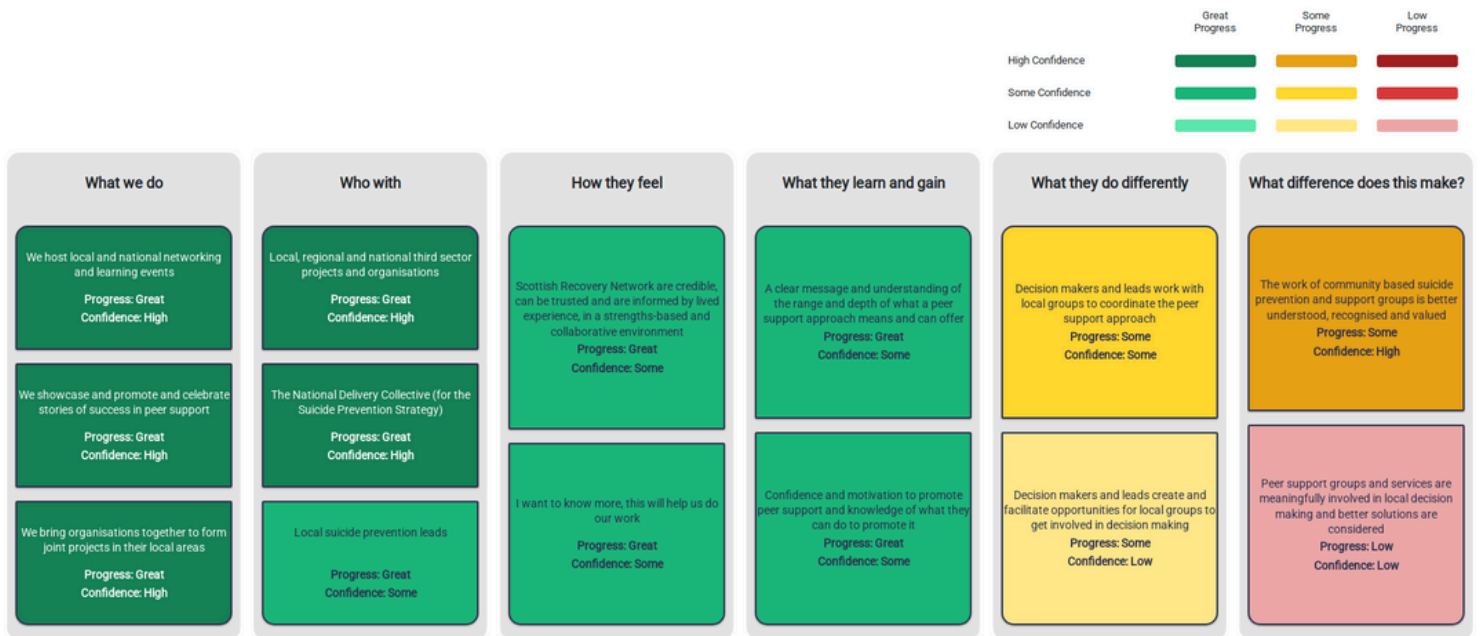 Great
Progress
Some
Progress
Low
Progress
High Confidence
Some Confidence
Low Confidence
What we do
We host local and national networking
and learning events
Progress: Great
Confidence: High
We showcase and promote and celebrate
stories of success in peer support
Progress: Great
Confidence: High
We bring organisations together to form
joint projects in their local areas
Progress: Great
Confidence: High
Who with
Local, regional and national third sector
projects and organisations
Progress: Great
Confidence: High
The National Delivery Collective (for the
Suicide Prevention Strategy)
Progress: Great
Confidence: High
Local suicide prevention leads
Progress: Great
Confidence: Some
How they feel
Scottish Recovery Network are credible,
can be trusted and are informed by lived
experience, in a strengths-based and
collaborative environment
Progress: Great
Confidence: Some
I want to know more, this will help us do
our work
Progress: Great
Confidence: Some
What they learn and gain
A clear message and understanding of
the range and depth of what a peer
support approach means and can offer
Progress: Great
Confidence: Some
Confidence and motivation to promote
peer support and knowledge of what they
can do to promote it
Progress: Great
Confidence: Some
What they do differently
Decision makers and leads work with
local groups to coordinate the peer
support approach
Progress: Some
Confidence: Some
Decision makers and leads create and
facilitate opportunities for local groups to
get involved in decision making
Progress: Some
Confidence: Low
What difference does this make?
The work of community based suicide
prevention and support groups is better
understood, recognised and valued
Progress: Some
Confidence: High
Peer support groups and services are
meaningfully involved in local decision
making and better solutions are
considered
Progress: Low
Confidence: Low